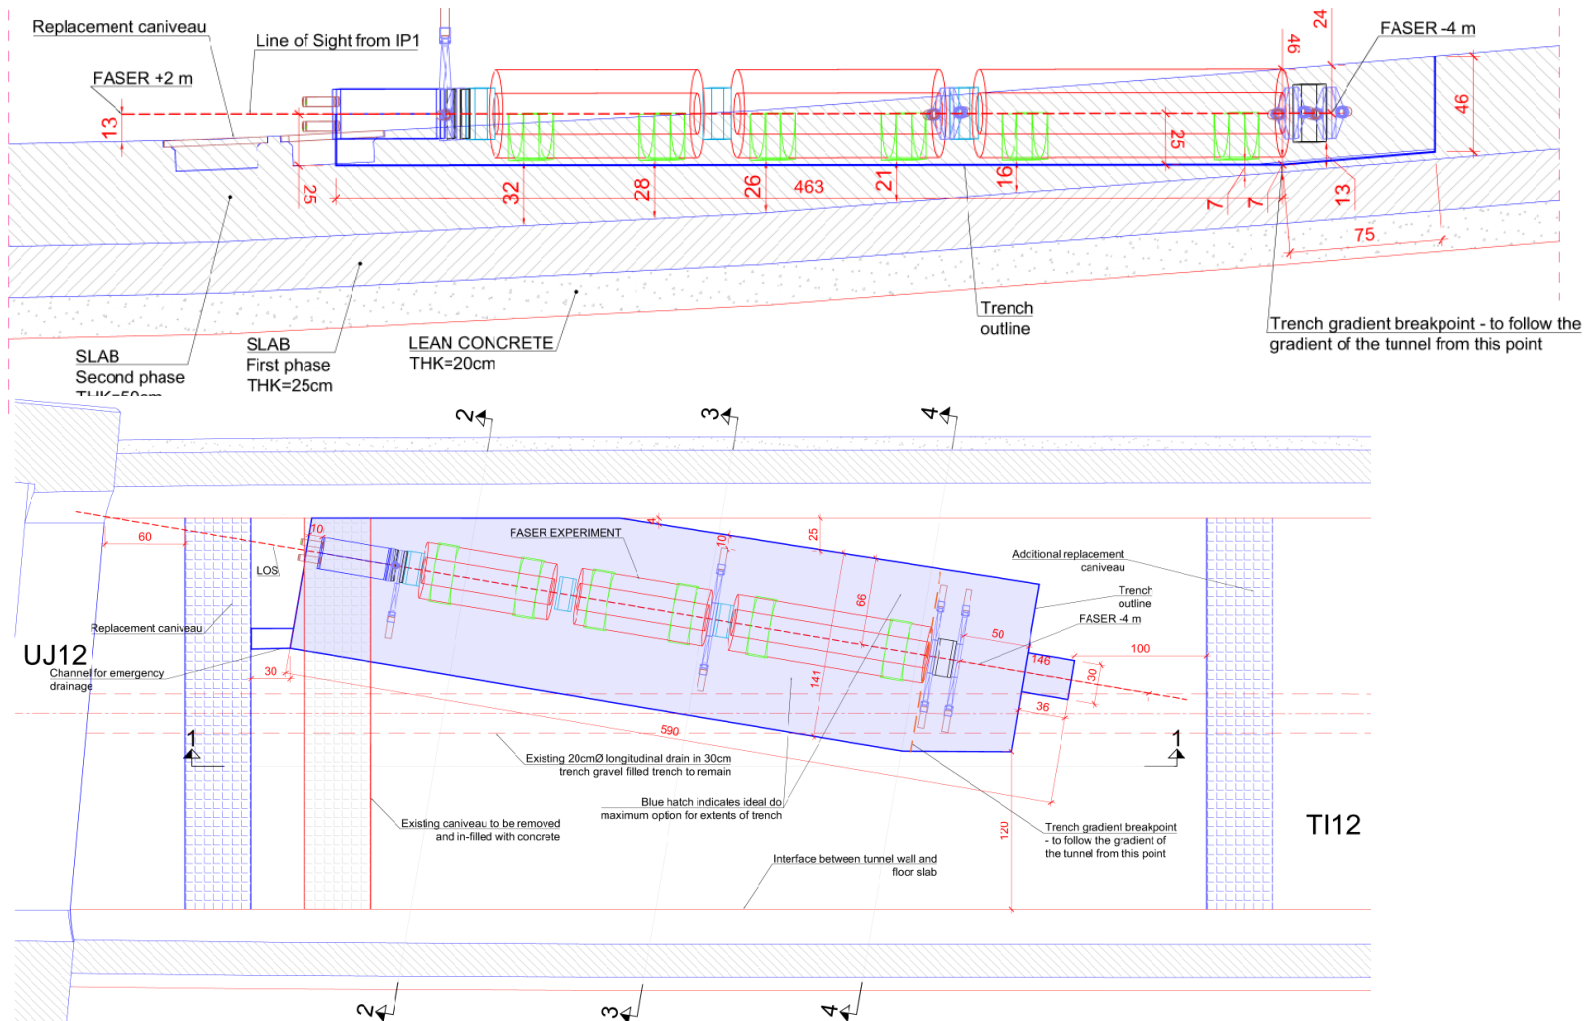 Replacement caniveau
Line of Sight from IP1
FASER +2 m
FASER -4 m
24
46
13
46
25
25
32
28
26
463
21
16
7
7
13
75
Trench
outline
Trench gradient breakpoint - to follow the
gradient of the tunnel from this point
SLAB
Second phase
THK=50cm
SLAB
First phase
THK=25cm
LEAN CONCRETE
THK=20cm
2
3
4
10
FASER EXPERIMENT
4
10
25
60
LOS
66
Additional replacement
caniveau
Trench
outline
FASER -4 m
Replacement caniveau
UJ12
Channel for emergency
drainage
30
50
146
100
30
36
141
590
1
1
Existing 20cmØ longitudinal drain in 30cm
trench gravel filled trench to remain
Blue hatch indicates ideal do
maximum option for extents of trench
Existing caniveau to be removed
and in-filled with concrete
Trench gradient breakpoint
- to follow the gradient of
the tunnel from this point
120
TI12
Interface between tunnel wall and
floor slab
2
3
4